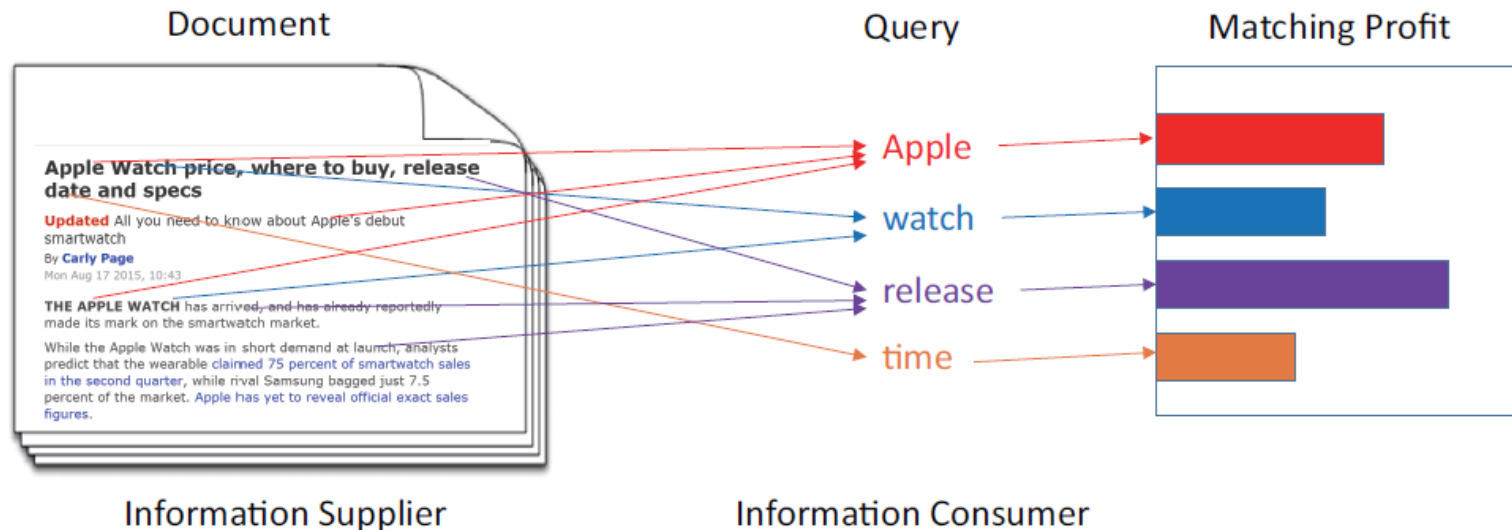 Document
Query
Matching Profit
Apple Watch price, where to buy, release
date and specs
Updated All you need to know about Apple's debut
smartwatch
By Carly Page
Mon Aug 17 2015, 10:43
THE APPLE WATCH has arrived, and has already reportedly
made its mark on the smartwatch market.
While the Apple Watch was in short demand at launch, analysts
predict that the wearable claimed 75 percent of smartwatch sales
in the second quarter, while rival Samsung bagged just 7.5
percent of the market. Apple has yet to reveal official exact sales
figures.
Apple
watch
release
time
Information Supplier
Information Consumer